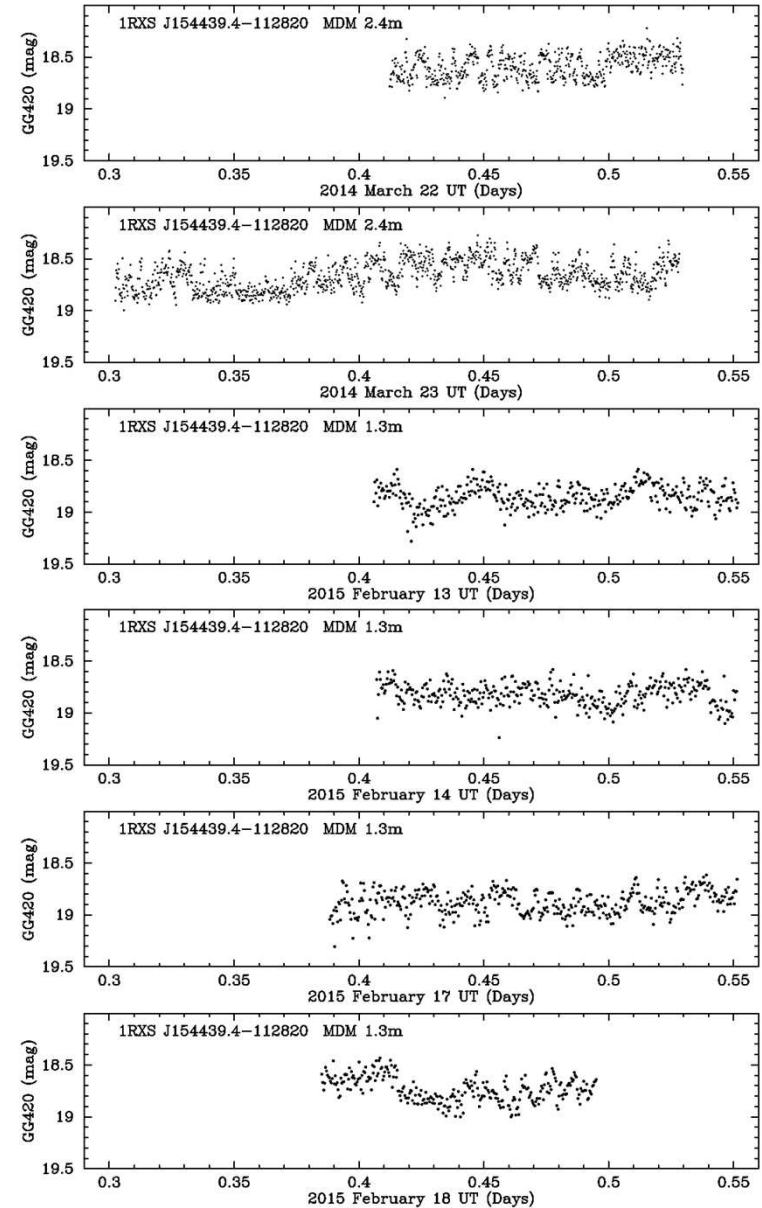 1RXS J154439.4−112820 MDM 2.4m
GG420 (mag)
18.5
19
19.5
0.3 0.35 0.4 0.45 0.5 0.55
2014 March 22 UT (Days)
1RXS J154439.4−112820 MDM 2.4m
GG420 (mag)
18.5
19
19.5
0.3 0.35 0.4 0.45 0.5 0.55
2014 March 23 UT (Days)
1RXS J154439.4−112820 MDM 1.3m
GG420 (mag)
18.5
19
19.5
0.3 0.35 0.4 0.45 0.5 0.55
2015 February 13 UT (Days)
1RXS J154439.4−112820 MDM 1.3m
GG420 (mag)
18.5
19
19.5
0.3 0.35 0.4 0.45 0.5 0.55
2015 February 14 UT (Days)
1RXS J154439.4−112820 MDM 1.3m
GG420 (mag)
18.5
19
19.5
0.3 0.35 0.4 0.45 0.5 0.55
2015 February 17 UT (Days)
1RXS J154439.4−112820 MDM 1.3m
GG420 (mag)
18.5
19
19.5
0.3 0.35 0.4 0.45 0.5 0.55
2015 February 18 UT (Days)